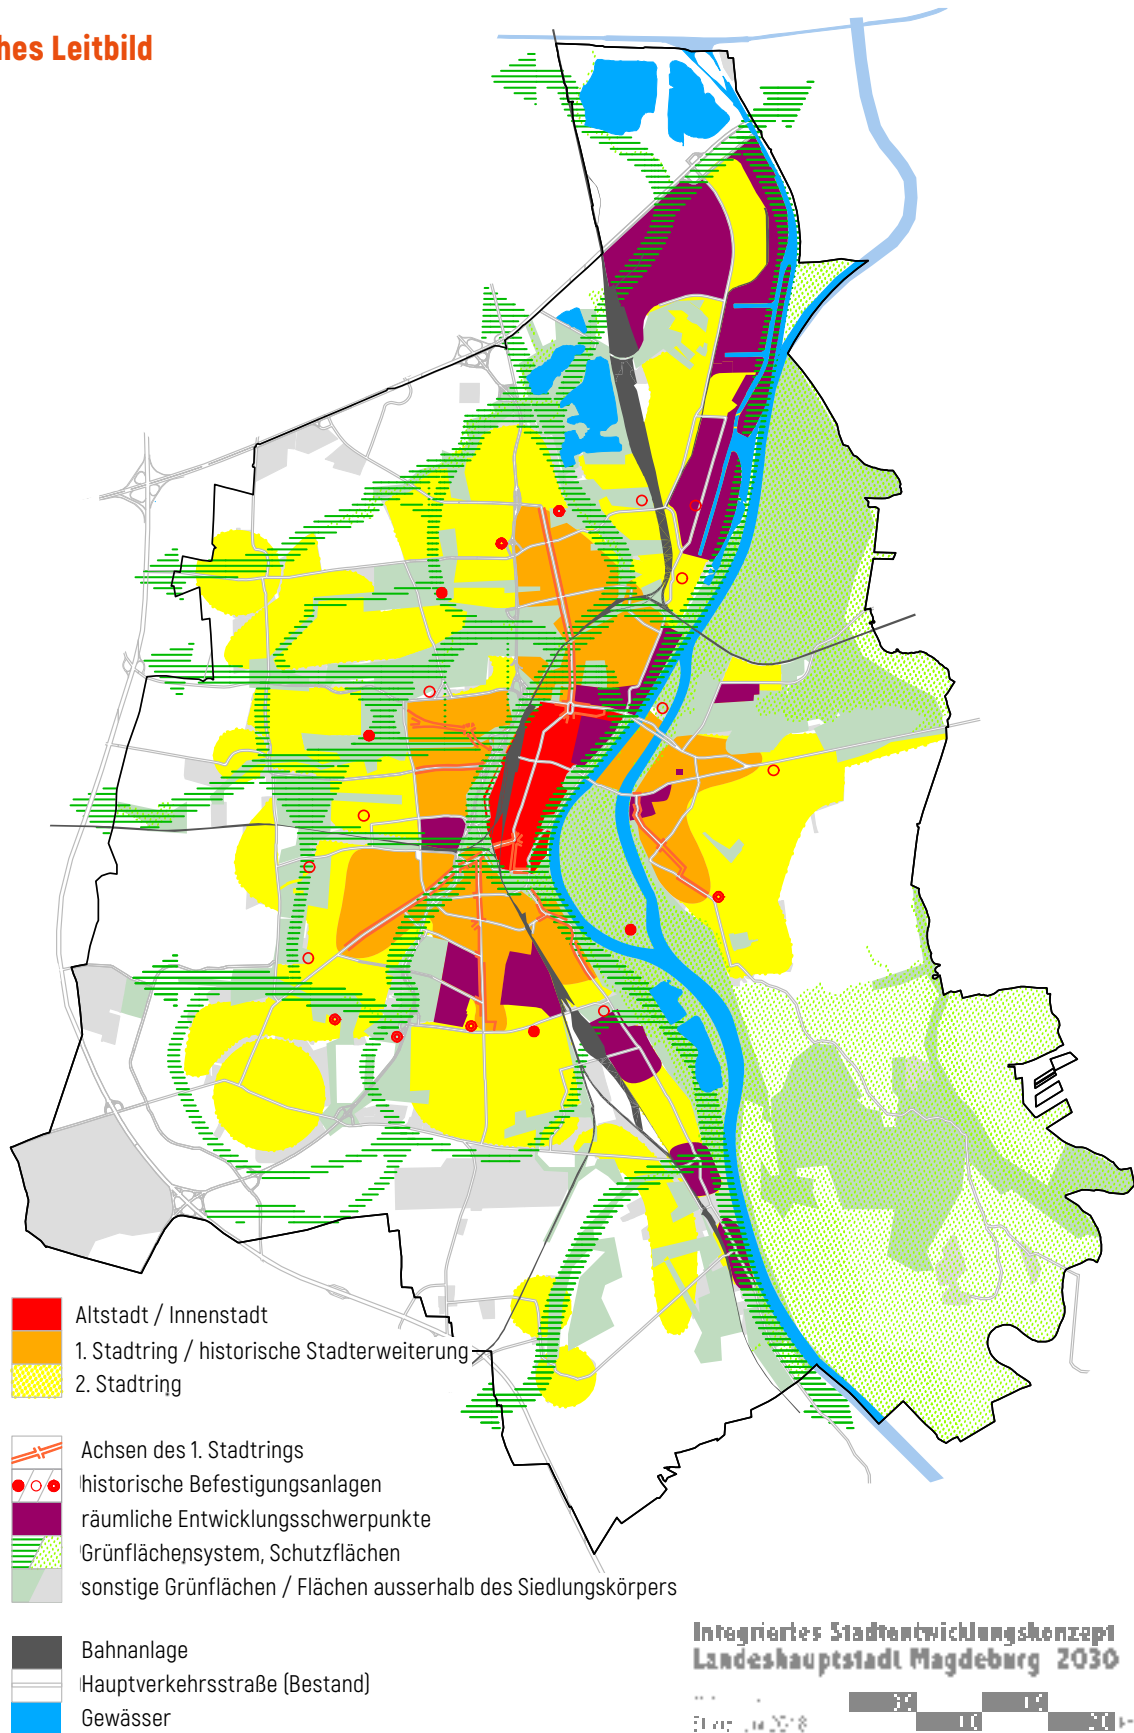 hes Leitbild
Altstadt / Innenstadt
1. Stadtring / historische Stadterweiterung
2. Stadtring
Achsen des 1. Stadtrings
historische Befestigungsanlagen
räumliche Entwicklungsschwerpunkte
Grünflächensystem, Schutzflächen
sonstige Grünflächen / Flächen ausserhalb des Siedlungskörpers
Bahnanlage
Hauptverkehrsstraße (Bestand)
Gewässer
Integriertes Stadtentwicklungskonzept
Landeshauptstadt Magdeburg 2030